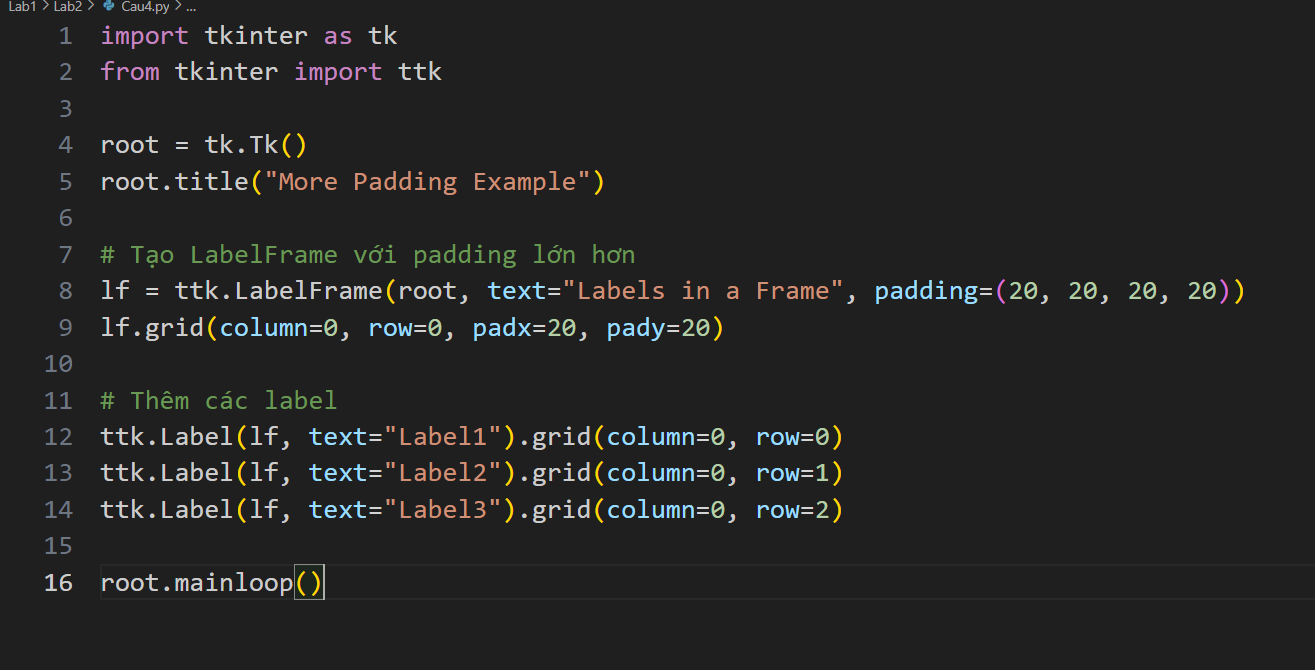 Lab1 > Lab2 > Cau4.py > ...
1 import tkinter as tk
2 from tkinter import ttk
3
4 root = tk.Tk()
5 root.title("More Padding Example")
6
7 # Tạo LabelFrame với padding lớn hơn
8 lf = ttk.LabelFrame(root, text="Labels in a Frame", padding=(20, 20, 20, 20))
9 lf.grid(column=0, row=0, padx=20, pady=20)
10
11 # Thêm các label
12 ttk.Label(lf, text="Label1").grid(column=0, row=0)
13 ttk.Label(lf, text="Label2").grid(column=0, row=1)
14 ttk.Label(lf, text="Label3").grid(column=0, row=2)
15
16 root.mainloop()